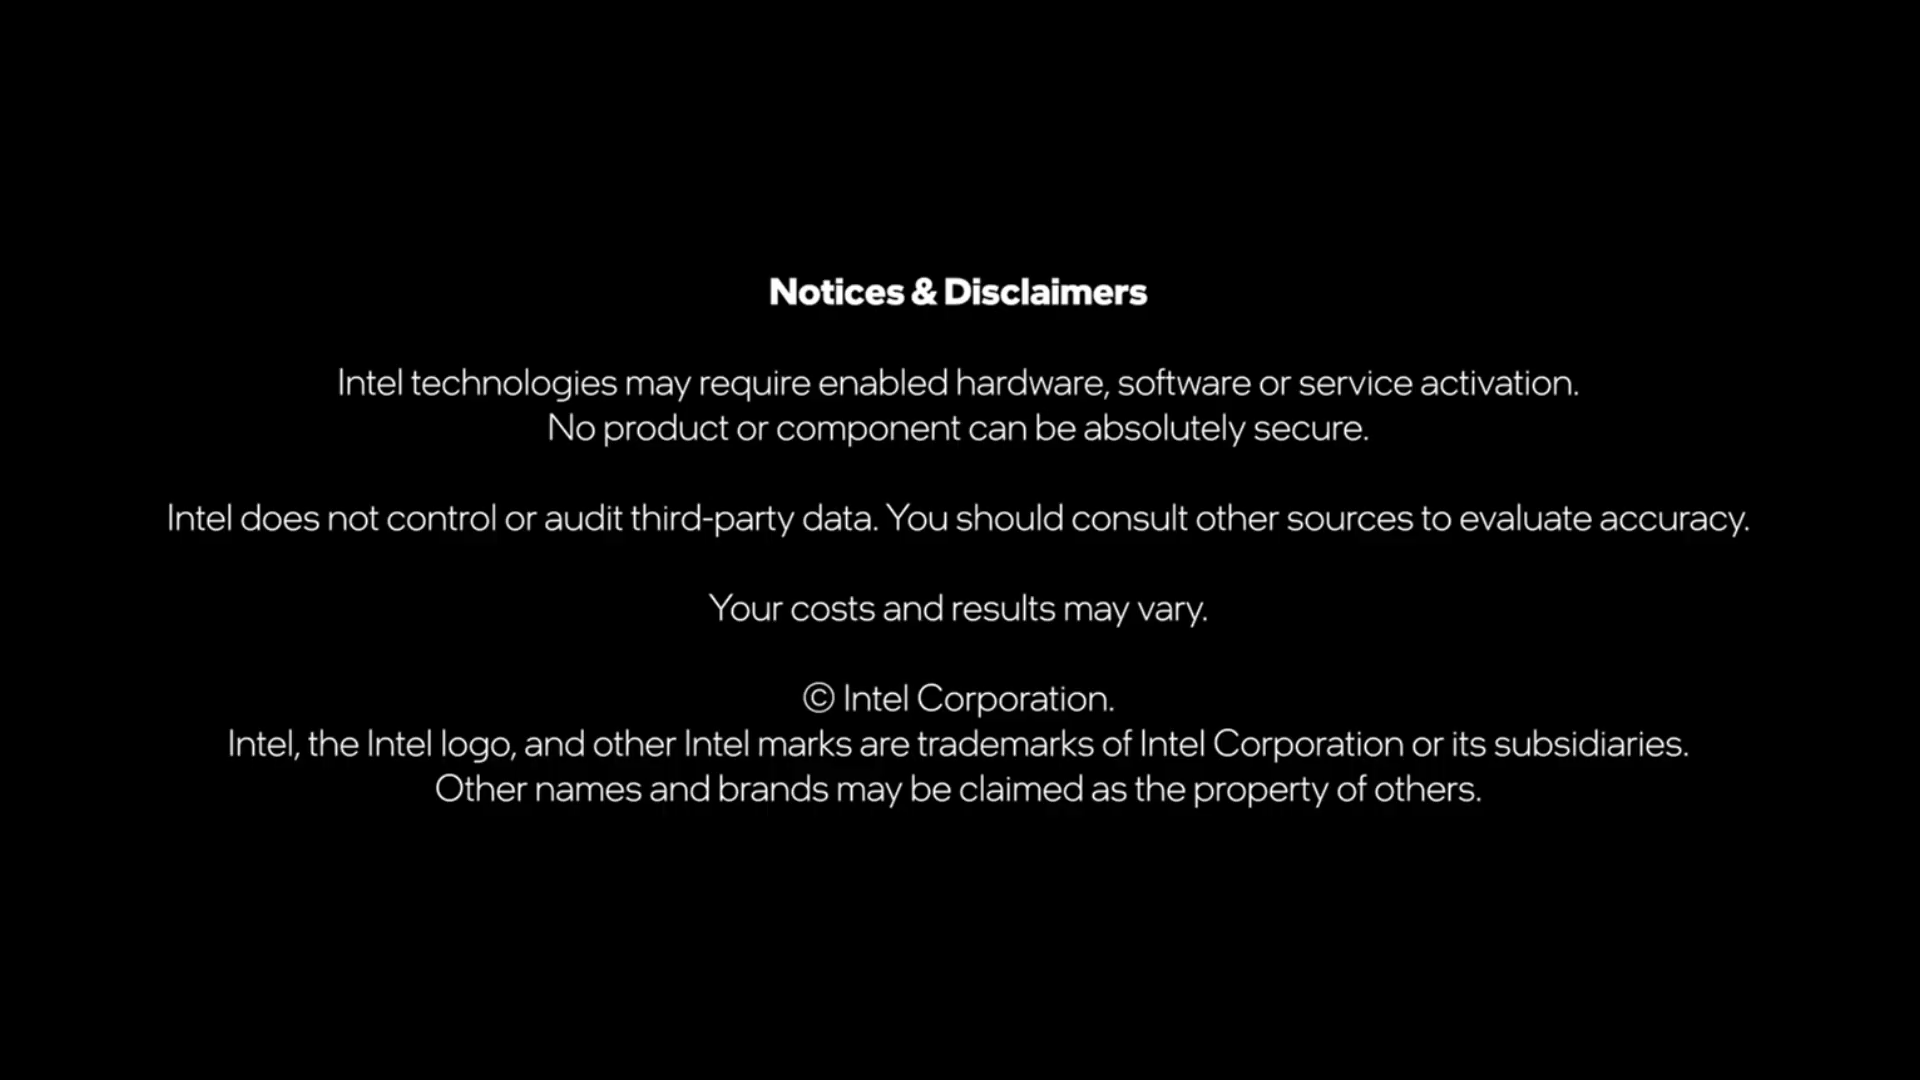 Notices & Disclaimers
Intel technologies may require enabled hardware, software or service activation.
No product or component can be absolutely secure.
Intel does not control or audit third-party data. You should consult other sources to evaluate accuracy.
Your costs and results may vary.
© Intel Corporation.
Intel, the Intel logo, and other Intel marks are trademarks of Intel Corporation or its subsidiaries.
Other names and brands may be claimed as the property of others.